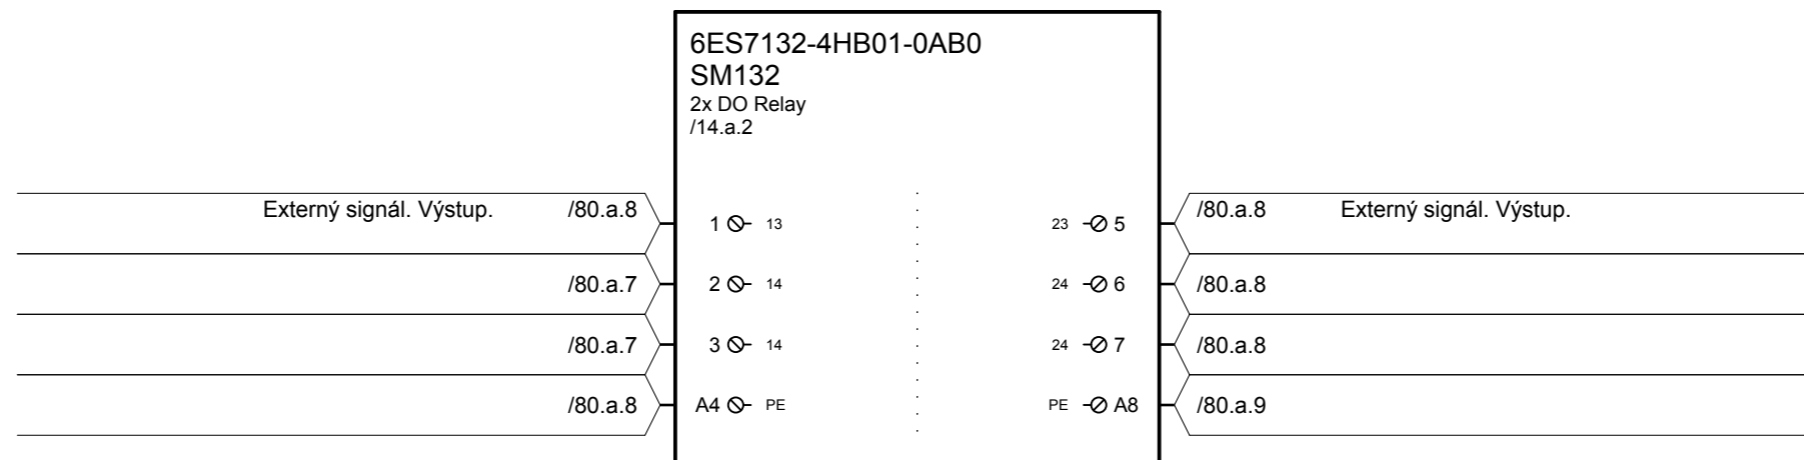 6ES7132-4HB01-0AB0
SM132
2x DO Relay
/14.a.2
Externý signál. Výstup. /80.a.8 1 13 23 5 /80.a.8 Externý signál. Výstup.
/80.a.7 2 14 24 6 /80.a.8
/80.a.7 3 14 24 7 /80.a.8
/80.a.8 A4 PE PE A8 /80.a.9